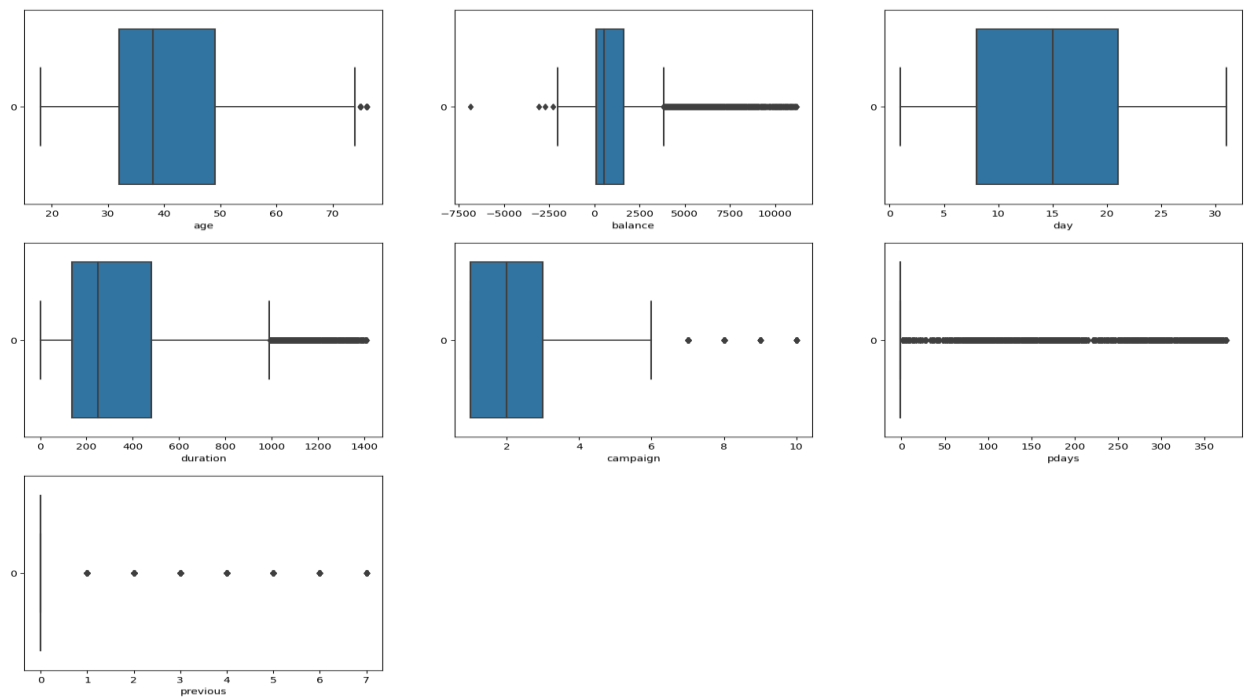 0
20 30 40 50 60 70
age
0
−7500 −5000 −2500 0 2500 5000 7500 10000
balance
0
0 5 10 15 20 25 30
day
0
0 200 400 600 800 1000 1200 1400
duration
0
2 4 6 8 10
campaign
0
0 50 100 150 200 250 300 350
pdays
0
0 1 2 3 4 5 6 7
previous